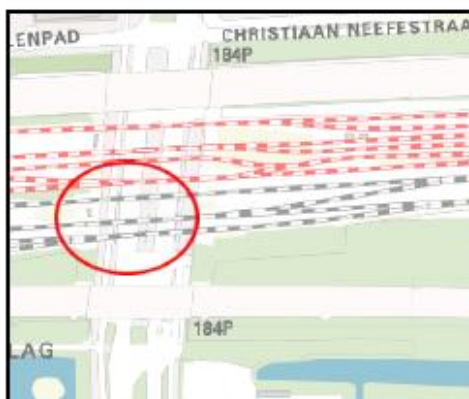 LENPAD
CHRISTIAAN NEEFESTRAA
184P
184P
LAG